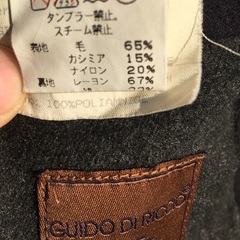 タンブラー禁止
スチーム禁止
表地 毛 65%
カシミア 15%
ナイロン 20%
裏地 レーヨン 67%
100%POLIAMMIDE
GUIDO DI RICCIO